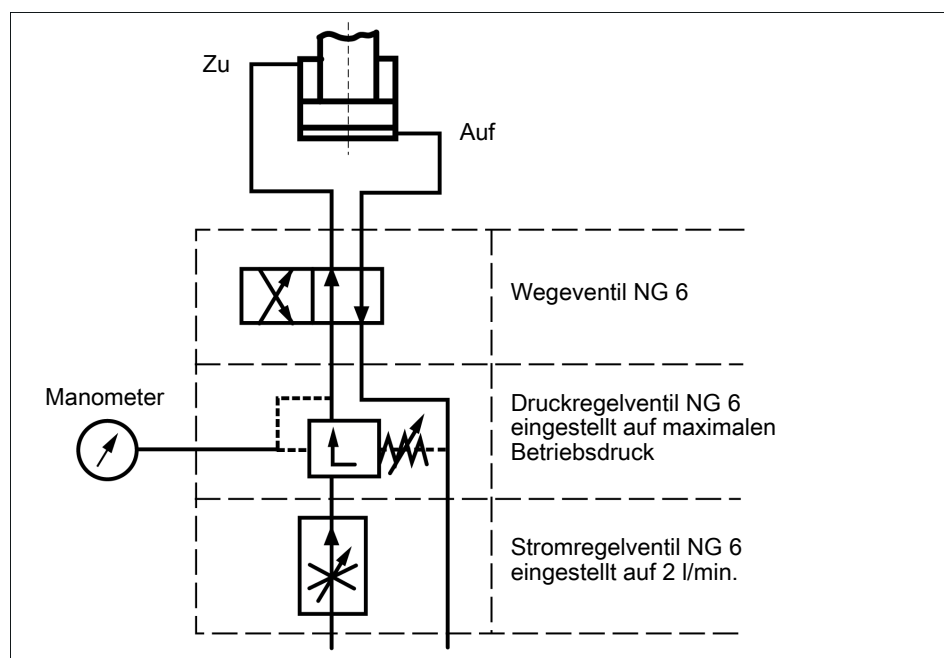 Zu
Auf
Wegeventil NG 6
Manometer
Druckregelventil NG 6
eingestellt auf maximalen
Betriebsdruck
Stromregelventil NG 6
eingestellt auf 2 l/min.